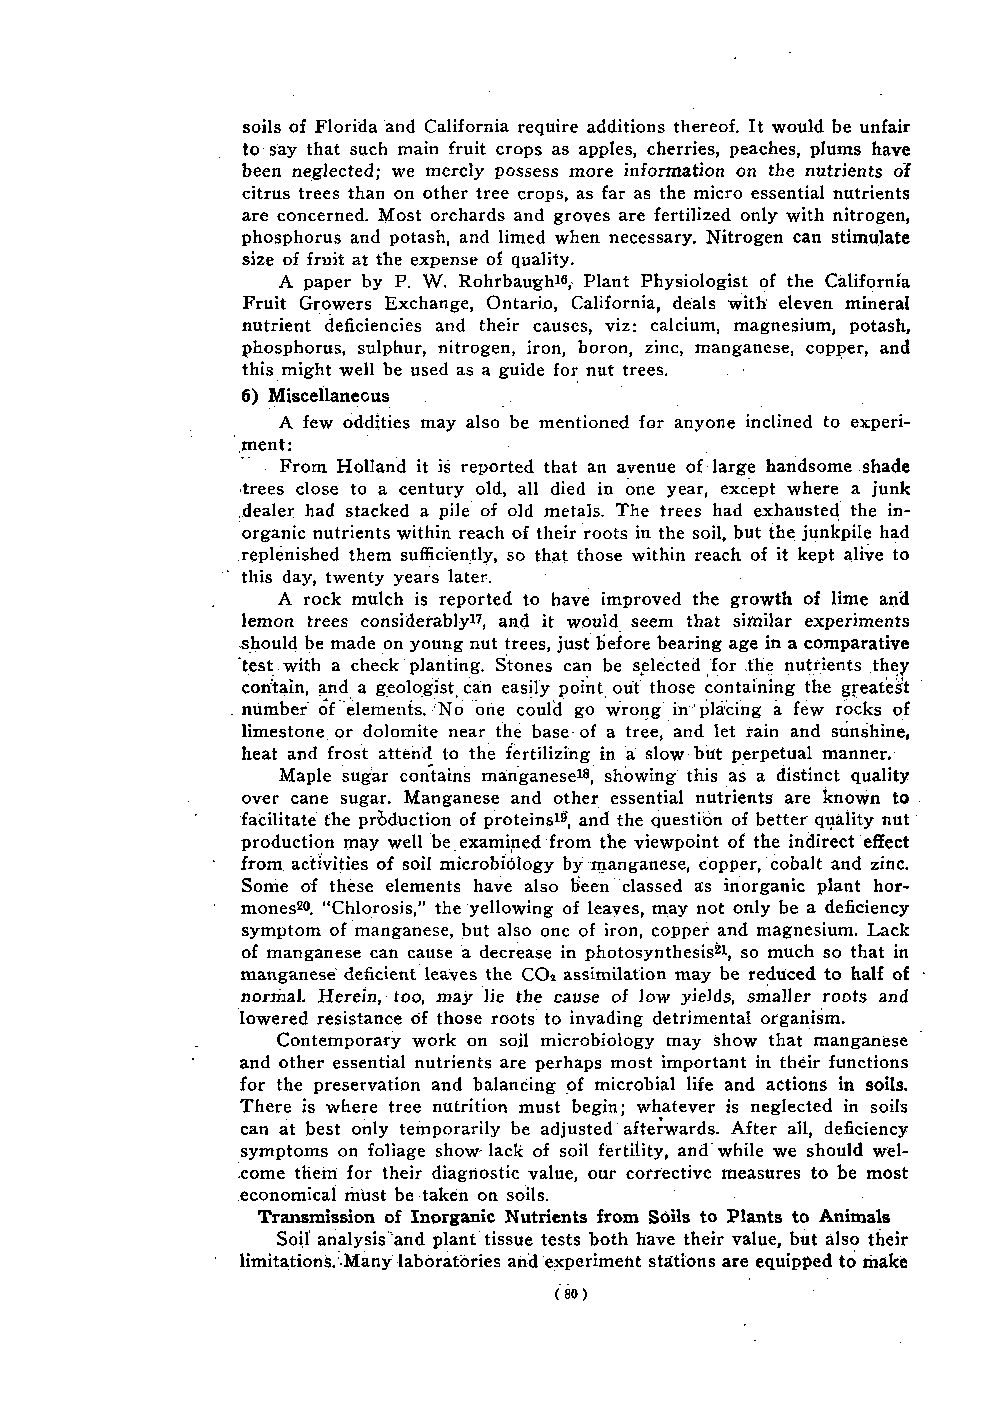 soils of Florida and California require additions thereof. It would be unfair
to say that such main fruit crops as apples, cherries, peaches, plums have
been neglected; we merely possess more information on the nutrients of
citrus trees than on other tree crops, as far as the micro essential nutrients
are concerned. Most orchards and groves are fertilized only with nitrogen,
phosphorus and potash, and limed when necessary. Nitrogen can stimulate
size of fruit at the expense of quality.
A paper by P. W. Rohrbaugh¹⁶, Plant Physiologist of the California
Fruit Growers Exchange, Ontario, California, deals with eleven mineral
nutrient deficiencies and their causes, viz: calcium, magnesium, potash,
phosphorus, sulphur, nitrogen, iron, boron, zinc, manganese, copper, and
this might well be used as a guide for nut trees.
6) Miscellaneous
A few oddities may also be mentioned for anyone inclined to experi-
ment:
From Holland it is reported that an avenue of large handsome shade
trees close to a century old, all died in one year, except where a junk
dealer had stacked a pile of old metals. The trees had exhausted the in-
organic nutrients within reach of their roots in the soil, but the junkpile had
replenished them sufficiently, so that those within reach of it kept alive to
this day, twenty years later.
A rock mulch is reported to have improved the growth of lime and
lemon trees considerably¹⁷, and it would seem that similar experiments
should be made on young nut trees, just before bearing age in a comparative
test with a check planting. Stones can be selected for the nutrients they
contain, and a geologist can easily point out those containing the greatest
number of elements. No one could go wrong in placing a few rocks of
limestone or dolomite near the base of a tree, and let rain and sunshine,
heat and frost attend to the fertilizing in a slow but perpetual manner.
Maple sugar contains manganese¹⁸, showing this as a distinct quality
over cane sugar. Manganese and other essential nutrients are known to
facilitate the production of proteins¹⁹, and the question of better quality nut
production may well be examined from the viewpoint of the indirect effect
from activities of soil microbiology by manganese, copper, cobalt and zinc.
Some of these elements have also been classed as inorganic plant hor-
mones²⁰. "Chlorosis," the yellowing of leaves, may not only be a deficiency
symptom of manganese, but also one of iron, copper and magnesium. Lack
of manganese can cause a decrease in photosynthesis²¹, so much so that in
manganese deficient leaves the CO₂ assimilation may be reduced to half of
normal. Herein, too, may lie the cause of low yields, smaller roots and
lowered resistance of those roots to invading detrimental organism.
Contemporary work on soil microbiology may show that manganese
and other essential nutrients are perhaps most important in their functions
for the preservation and balancing of microbial life and actions in soils.
There is where tree nutrition must begin; whatever is neglected in soils
can at best only temporarily be adjusted afterwards. After all, deficiency
symptoms on foliage show lack of soil fertility, and while we should wel-
come them for their diagnostic value, our corrective measures to be most
economical must be taken on soils.
Transmission of Inorganic Nutrients from Soils to Plants to Animals
Soil analysis and plant tissue tests both have their value, but also their
limitations. Many laboratories and experiment stations are equipped to make
(80)